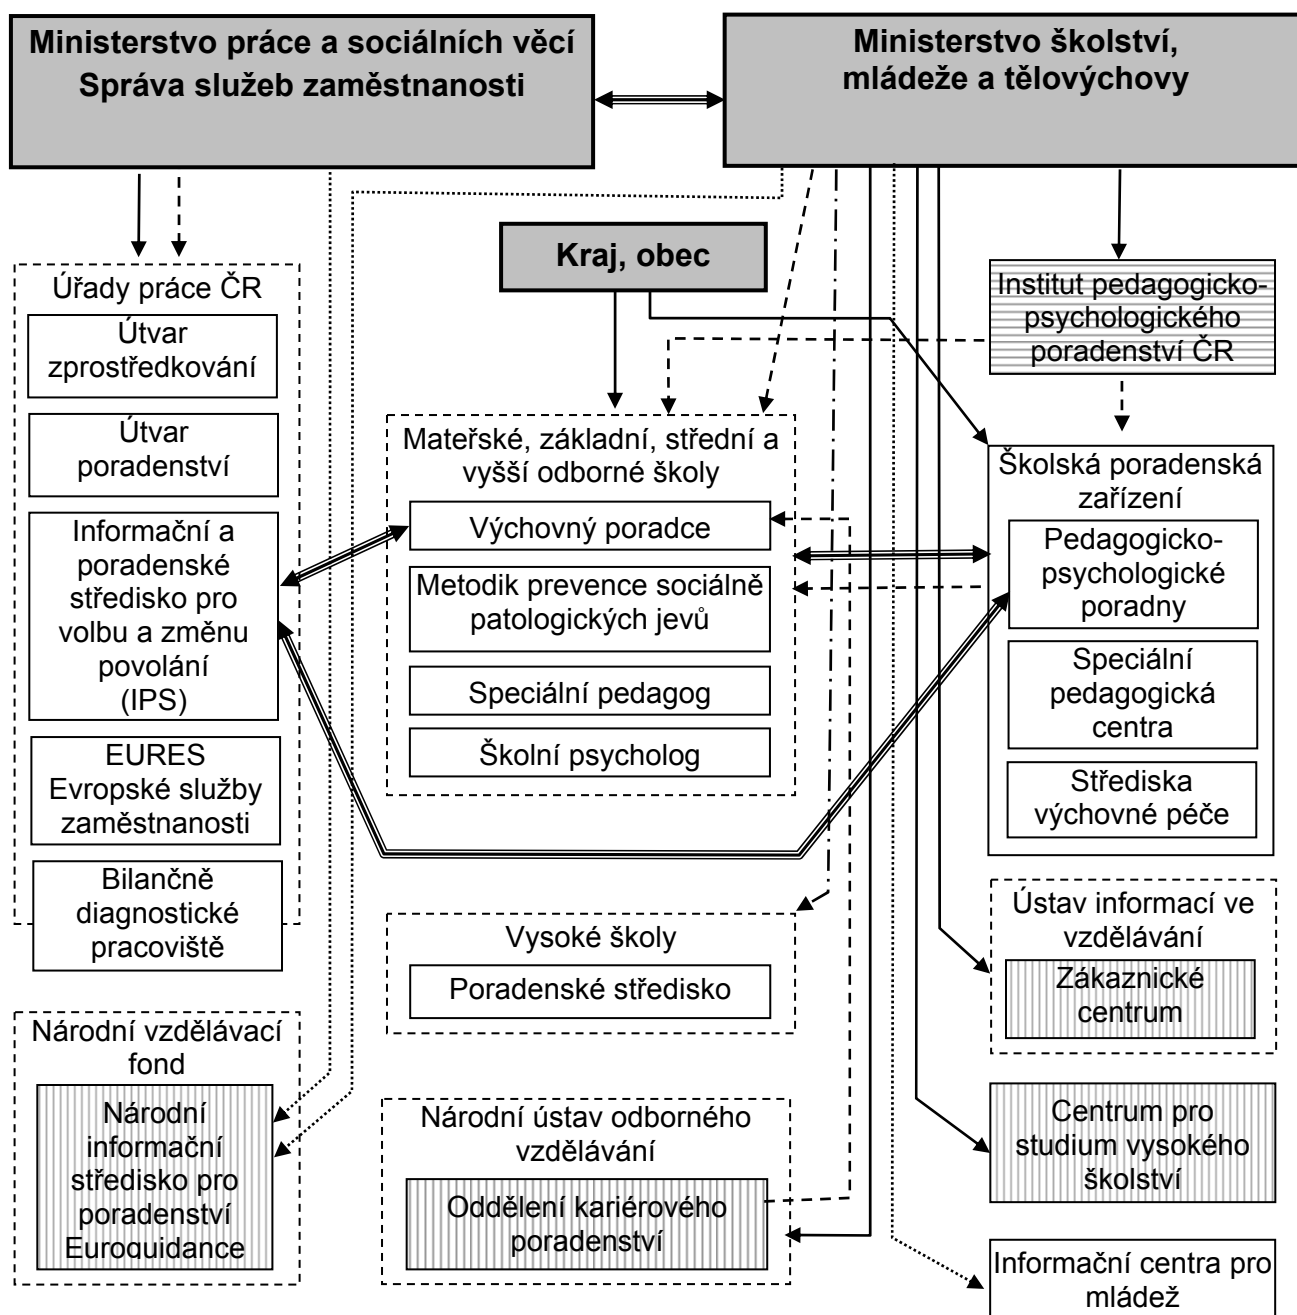 Ministerstvo práce a sociálních věcí
Správa služeb zaměstnanosti
Ministerstvo školství,
mládeže a tělovýchovy
Kraj, obec
Úřady práce ČR
Útvar
zprostředkování
Útvar
poradenství
Informační a
poradenské
středisko pro
volbu a změnu
povolání
(IPS)
EURES
Evropské služby
zaměstnanosti
Bilančně
diagnostické
pracoviště
Národní vzdělávací
fond
Národní
informační
středisko pro
poradenství
Euroguidance
Mateřské, základní, střední a
vyšší odborné školy
Výchovný poradce
Metodik prevence sociálně
patologických jevů
Speciální pedagog
Školní psycholog
Vysoké školy
Poradenské středisko
Národní ústav odborného
vzdělávání
Oddělení kariérového
poradenství
Institut pedagogicko-
psychologického
poradenství ČR
Školská poradenská
zařízení
Pedagogicko-
psychologické
poradny
Speciální
pedagogická
centra
Střediska
výchovné péče
Ústav informací ve
vzdělávání
Zákaznické
centrum
Centrum pro
studium vysokého
školství
Informační centra pro
mládež